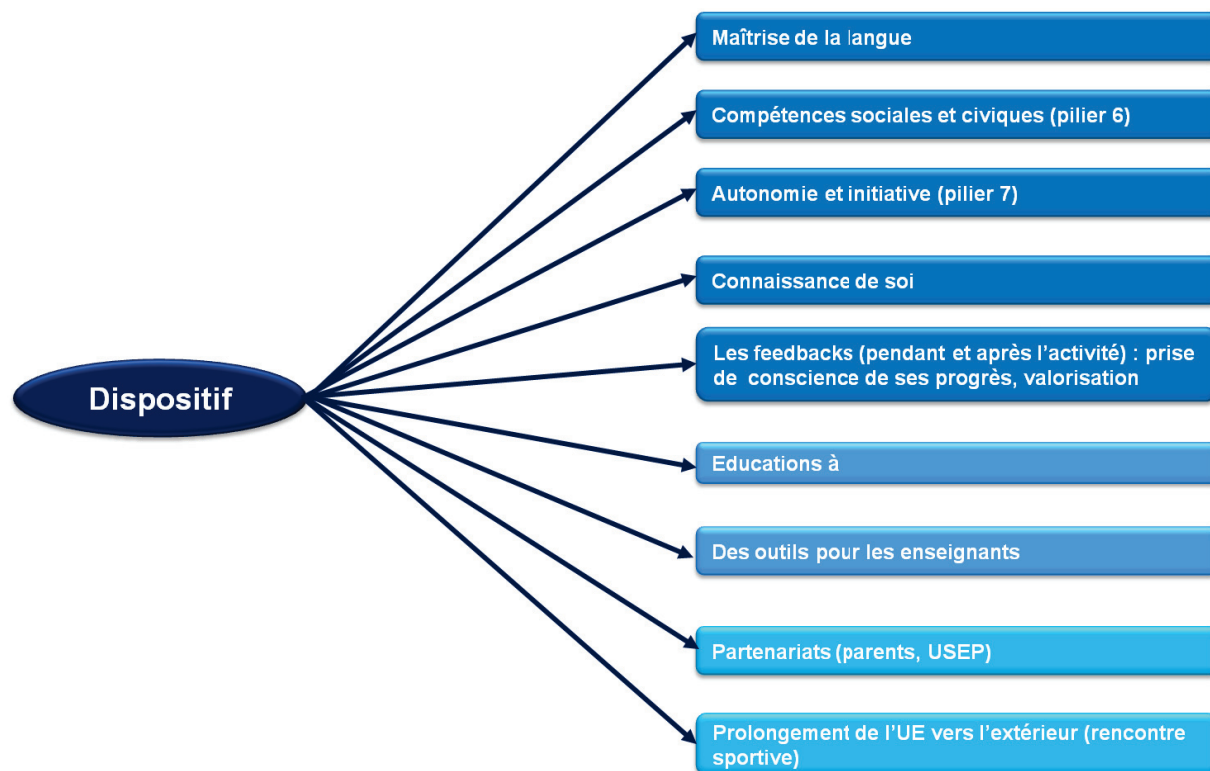 Maîtrise de la langue
Compétences sociales et civiques (pilier 6)
Autonomie et initiative (pilier 7)
Connaissance de soi
Les feedbacks (pendant et après l’activité) : prise
de conscience de ses progrès, valorisation
Dispositif
Educations à
Des outils pour les enseignants
Partenariats (parents, USEP)
Prolongement de l’UE vers l’extérieur (rencontre
sportive)